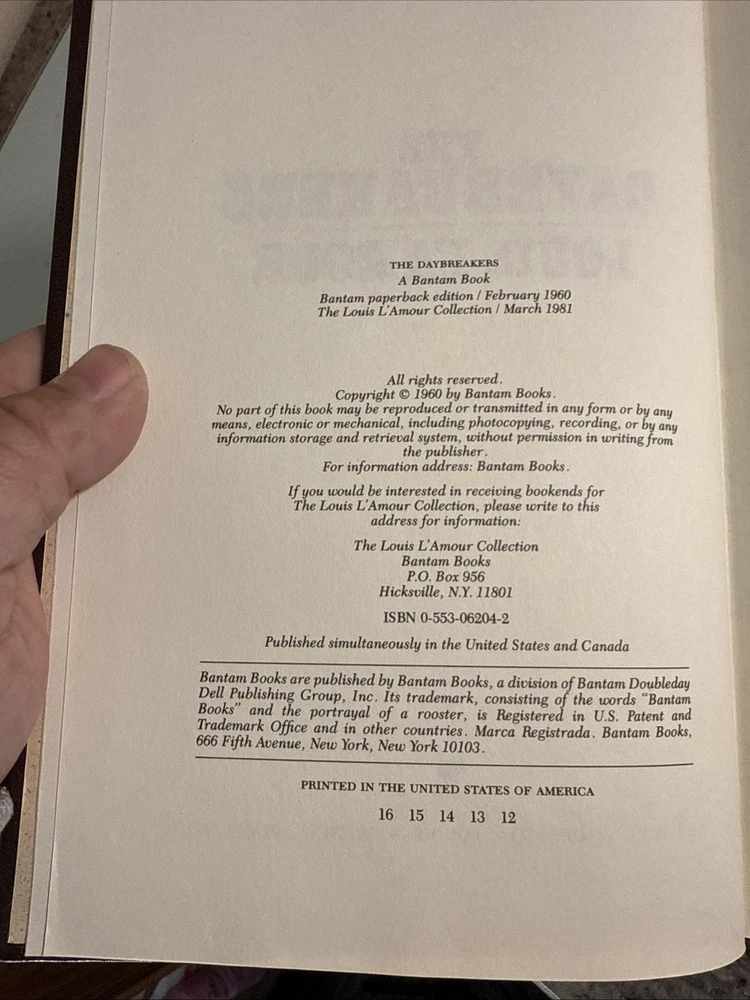 THE DAYBREAKERS
A Bantam Book
Bantam paperback edition / February 1960
The Louis L'Amour Collection / March 1981
All rights reserved.
Copyright © 1960 by Bantam Books.
No part of this book may be reproduced or transmitted in any form or by any
means, electronic or mechanical, including photocopying, recording, or by any
information storage and retrieval system, without permission in writing from
the publisher.
For information address: Bantam Books.
If you would be interested in receiving bookends for
The Louis L'Amour Collection, please write to this
address for information:
The Louis L'Amour Collection
Bantam Books
P.O. Box 956
Hicksville, N.Y. 11801
ISBN 0-553-06204-2
Published simultaneously in the United States and Canada
Bantam Books are published by Bantam Books, a division of Bantam Doubleday
Dell Publishing Group, Inc. Its trademark, consisting of the words "Bantam
Books" and the portrayal of a rooster, is Registered in U.S. Patent and
Trademark Office and in other countries. Marca Registrada. Bantam Books,
666 Fifth Avenue, New York, New York 10103.
PRINTED IN THE UNITED STATES OF AMERICA
16 15 14 13 12